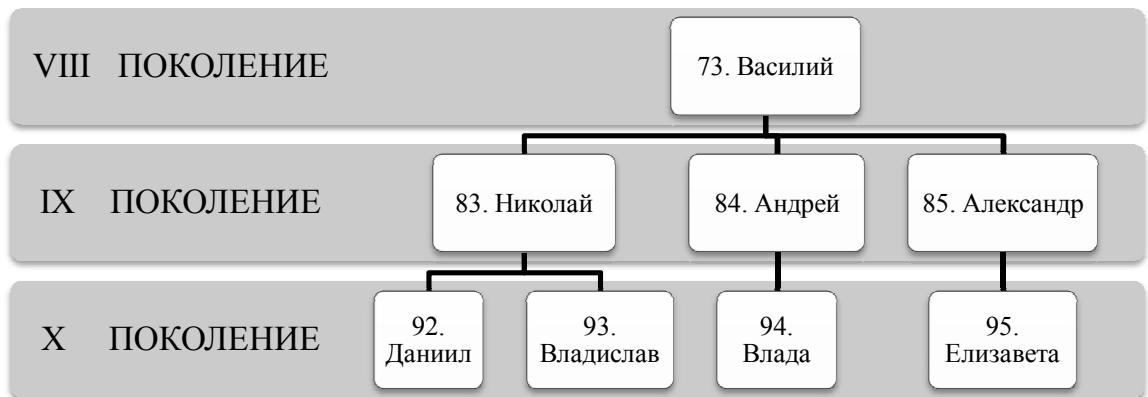 VIII ПОКОЛЕНИЕ
73. Василий
IX ПОКОЛЕНИЕ
83. Николай
84. Андрей
85. Александр
X ПОКОЛЕНИЕ
92.
Даниил
93.
Владислав
94.
Влада
95.
Елизавета